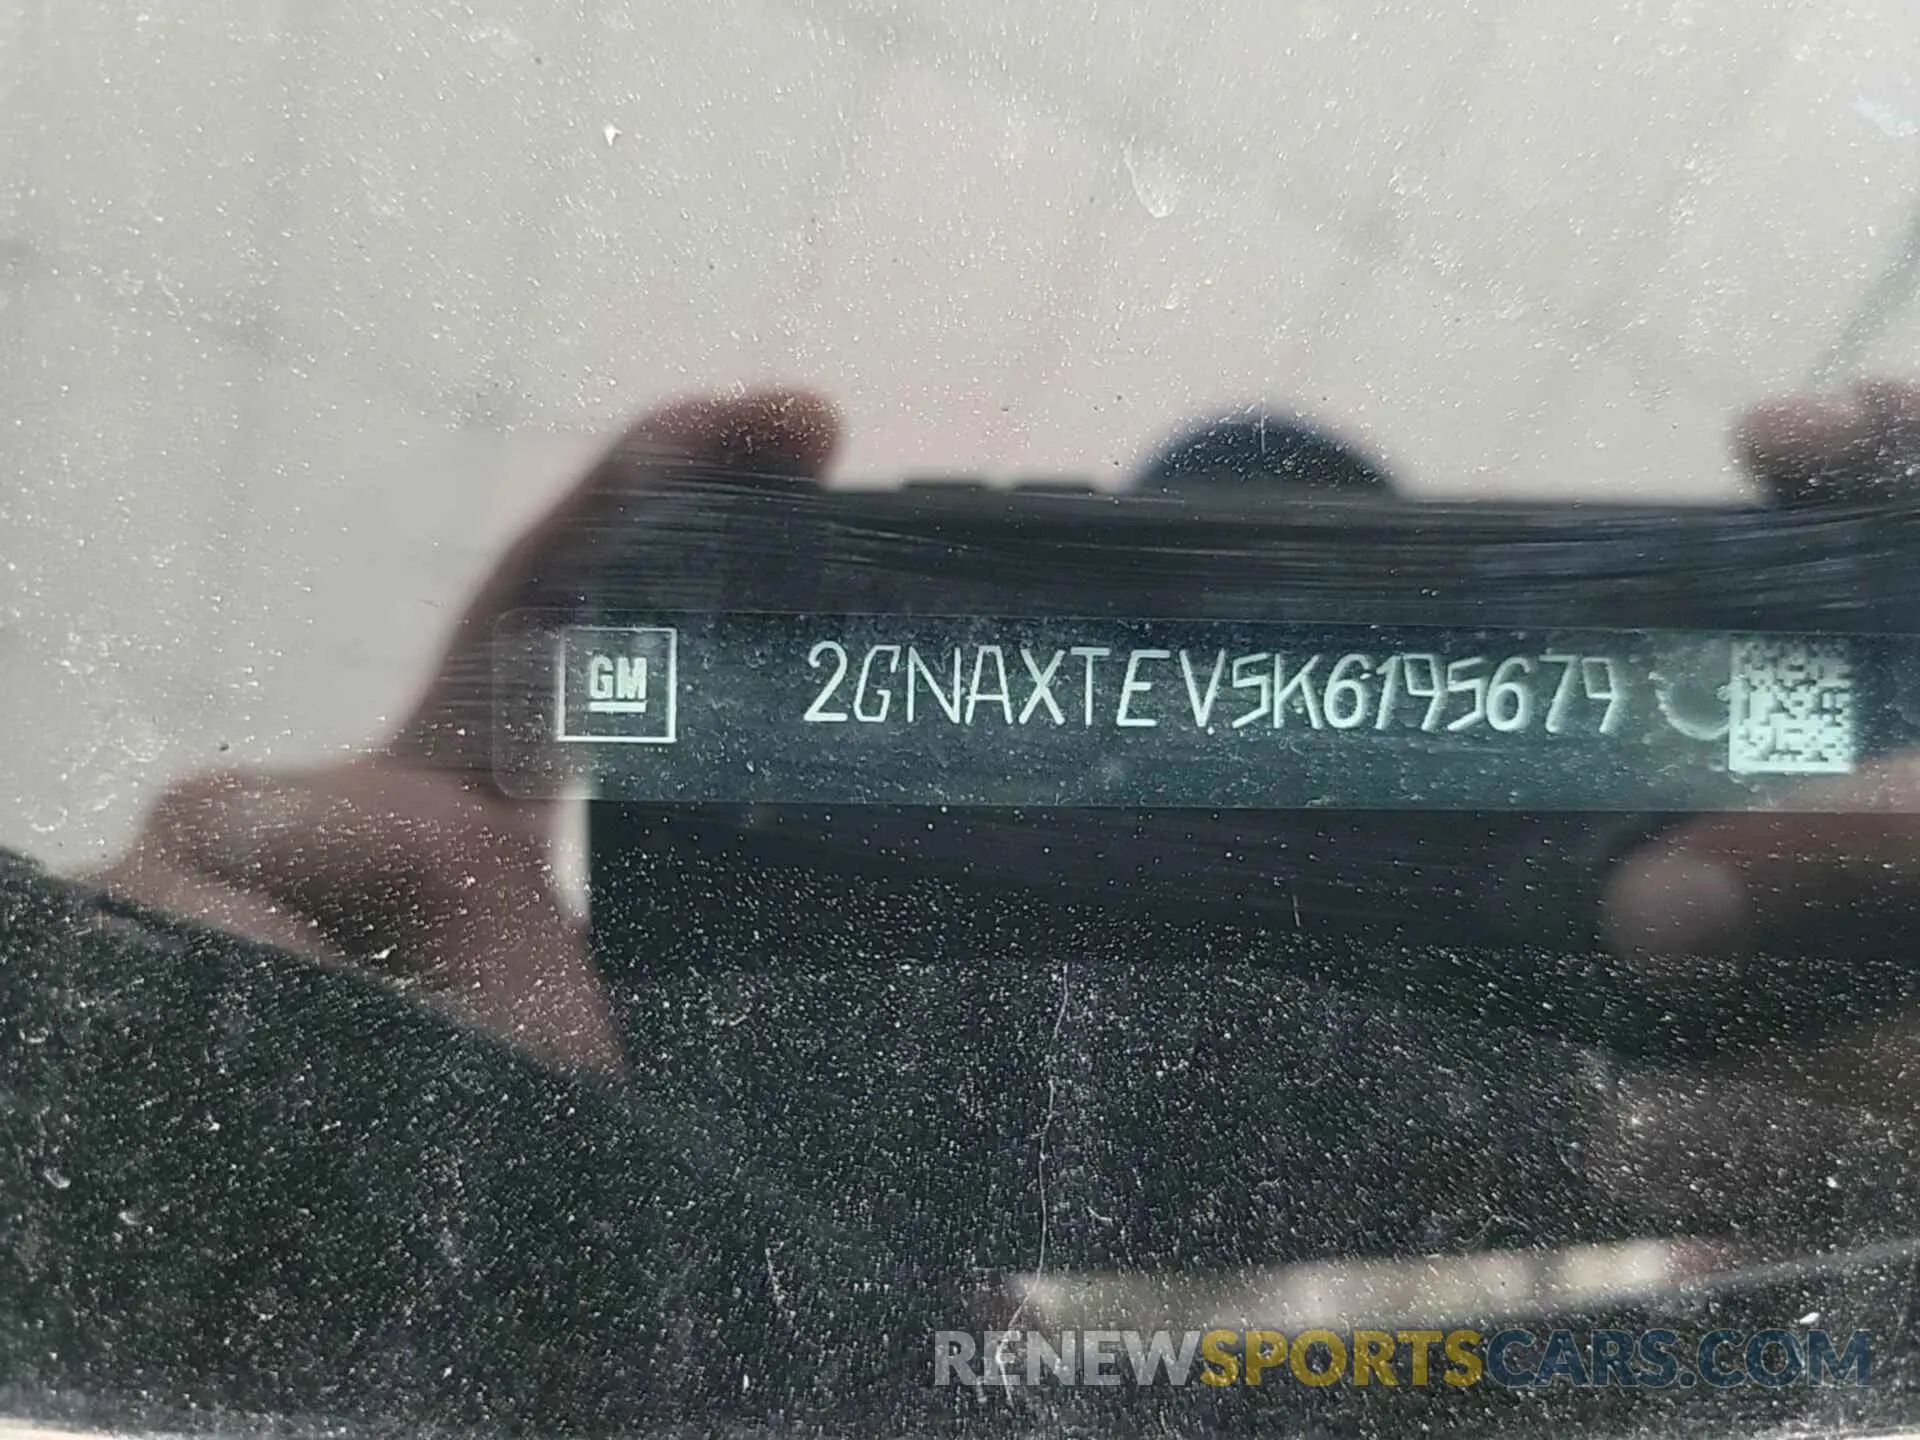 GM 2GNAXTEV5K6195679
RENEWSPORTSCARS.COM